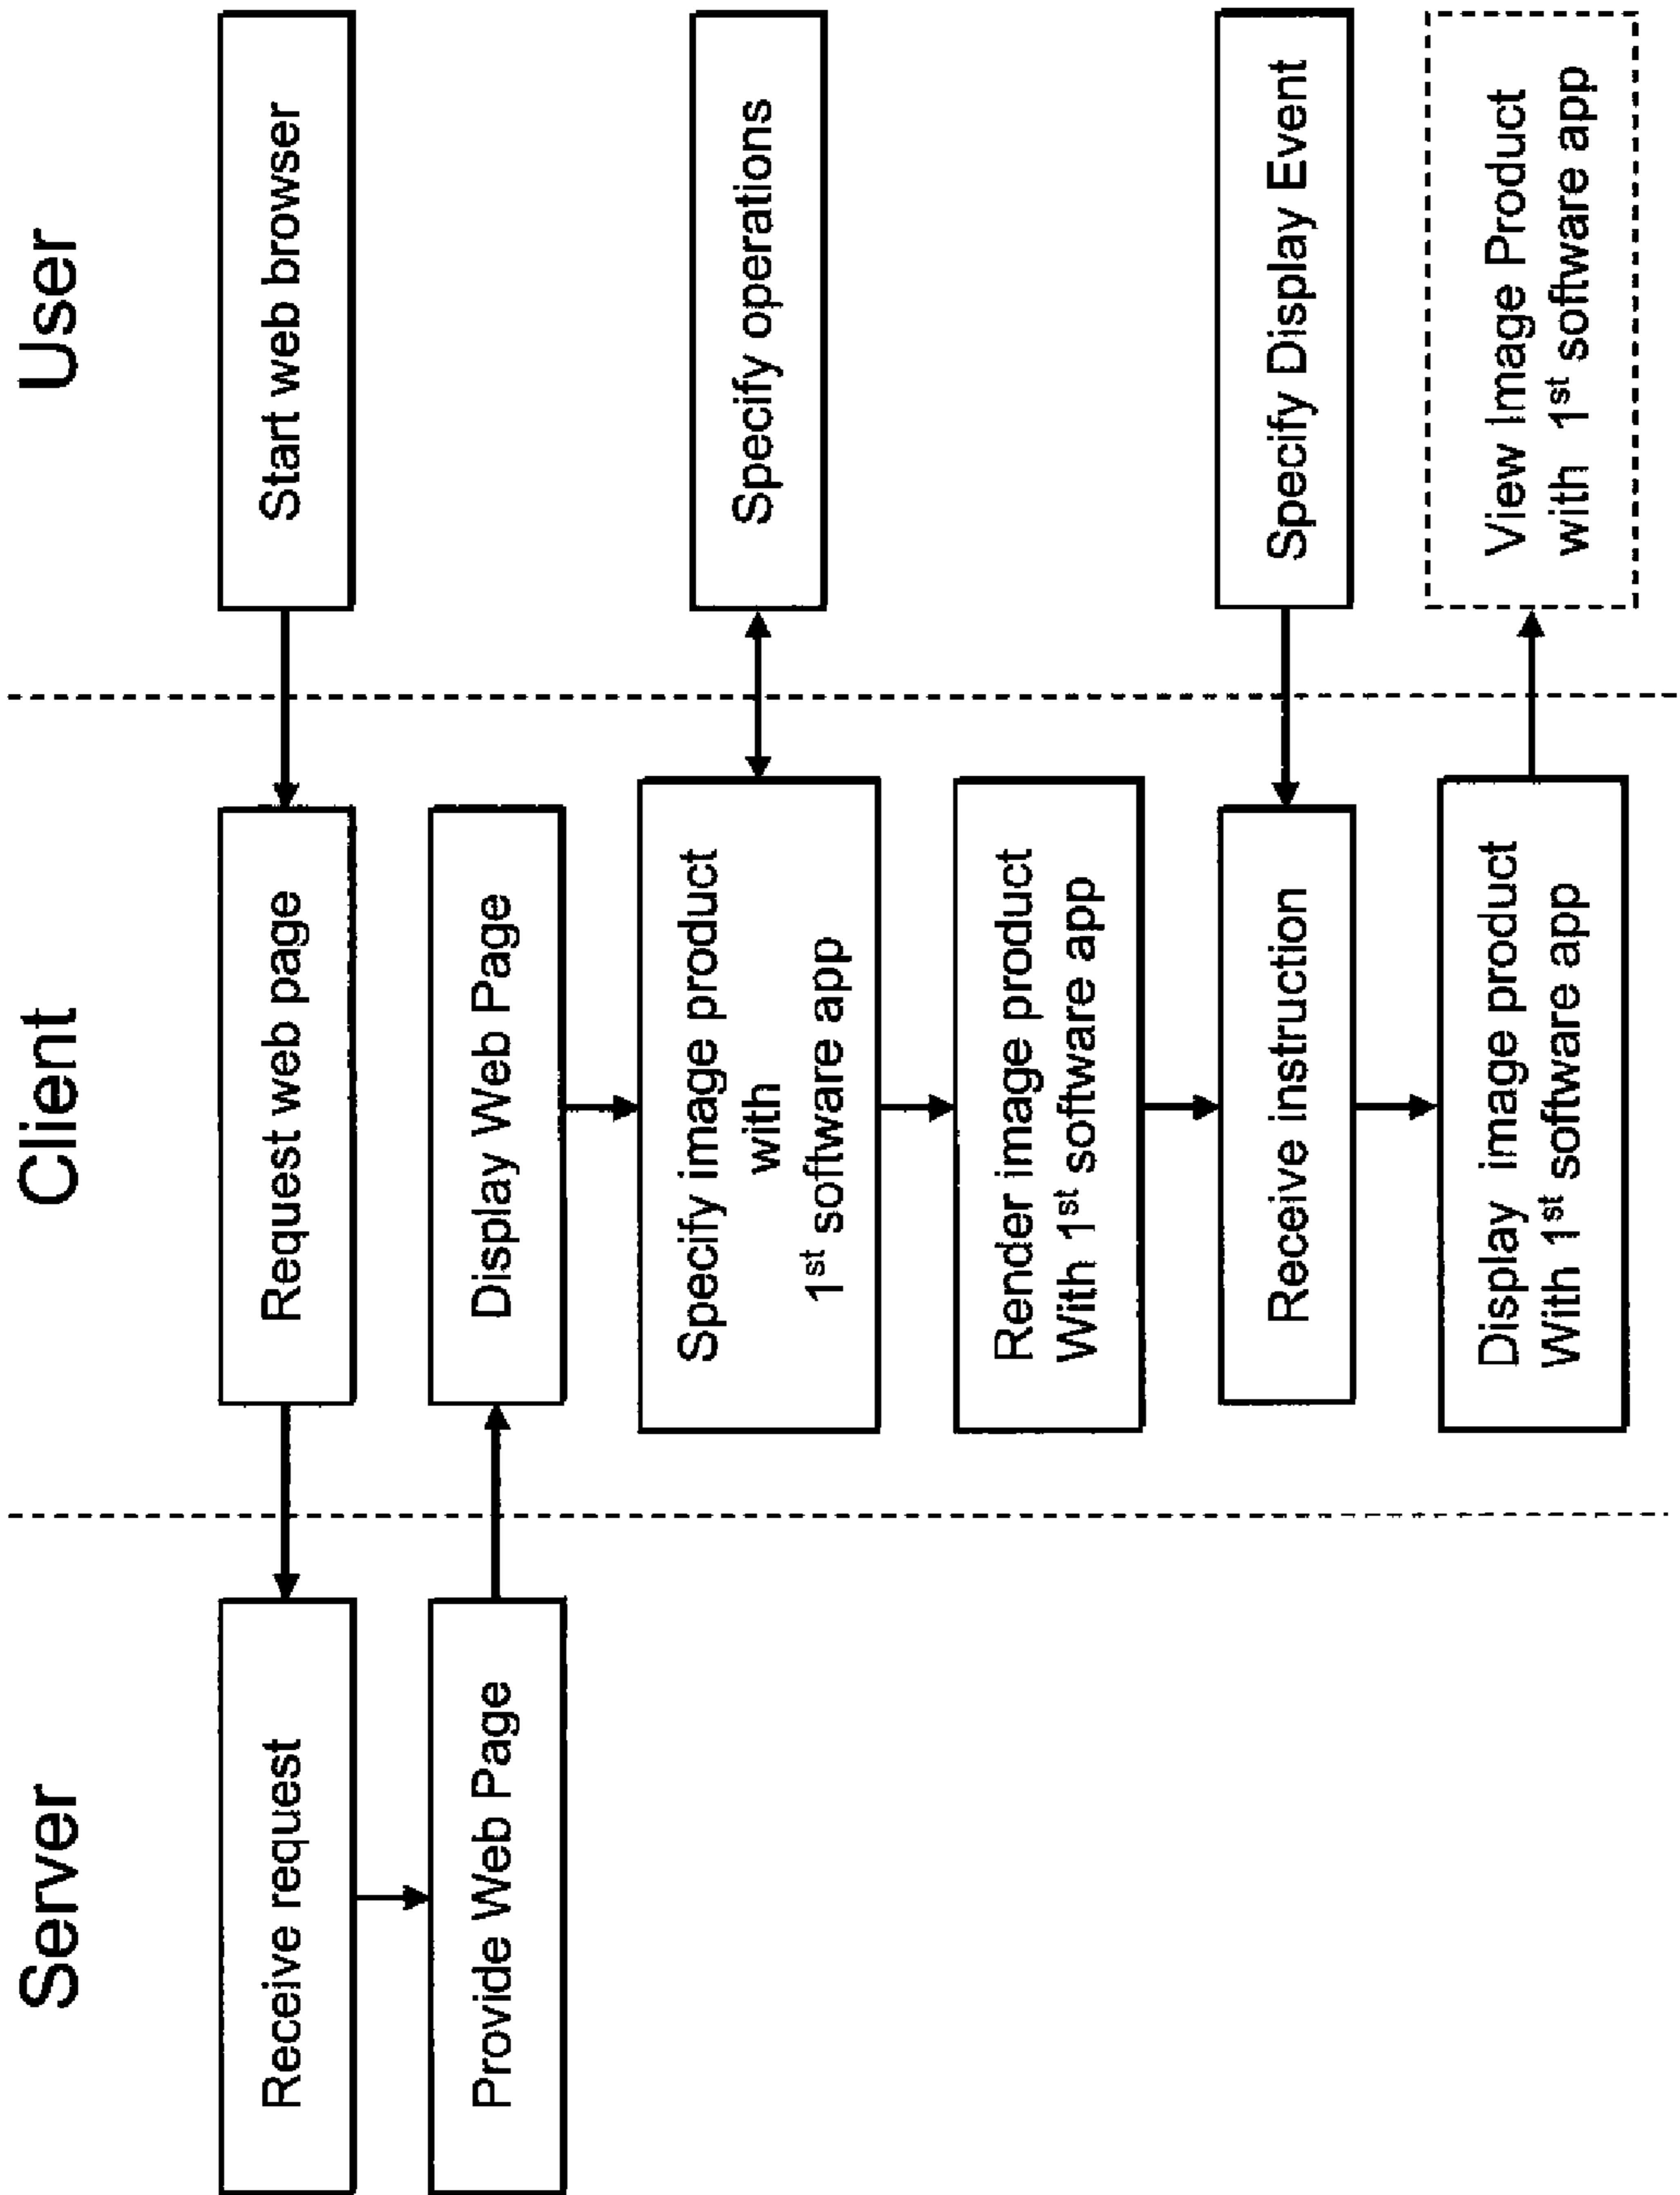 Server
Client
User
Receive request
Request web page
Start web browser
Provide Web Page
Display Web Page
Specify image product
with
1st software app
Specify operations
Render image product
With 1st software app
Receive instruction
Specify Display Event
Display image product
With 1st software app
View Image Product
with 1st software app